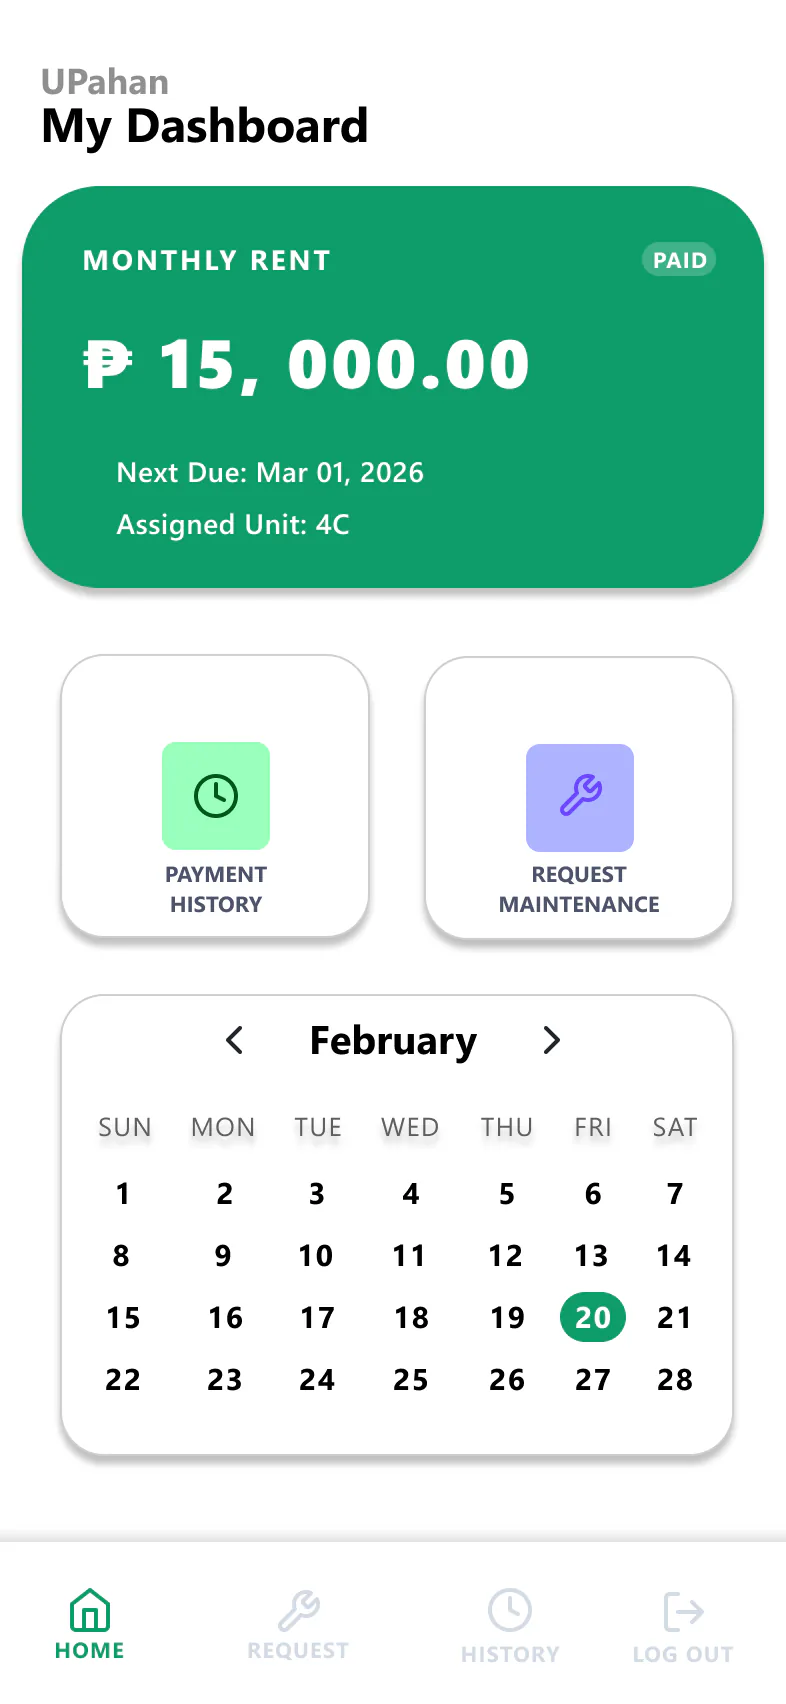 UPahan
My Dashboard
MONTHLY RENT
PAID
₱ 15, 000.00
Next Due: Mar 01, 2026
Assigned Unit: 4C
PAYMENT
HISTORY
REQUEST
MAINTENANCE
February
SUN MON TUE WED THU FRI SAT
1 2 3 4 5 6 7
8 9 10 11 12 13 14
15 16 17 18 19 20 21
22 23 24 25 26 27 28
HOME REQUEST HISTORY LOG OUT